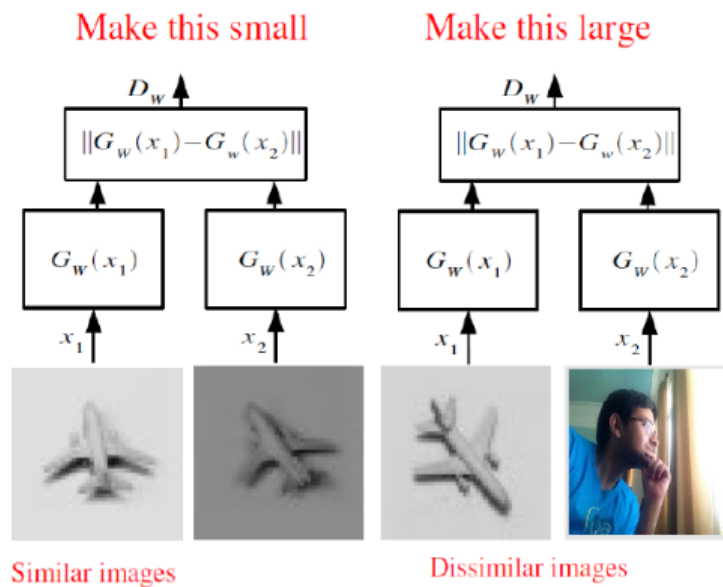 Make this small
Make this large
D_W
D_W
||G_W(x_1)−G_w(x_2)||
||G_W(x_1)−G_w(x_2)||
G_W(x_1)
G_W(x_2)
G_W(x_1)
G_W(x_2)
x_1
x_2
x_1
x_2
Similar images
Dissimilar images